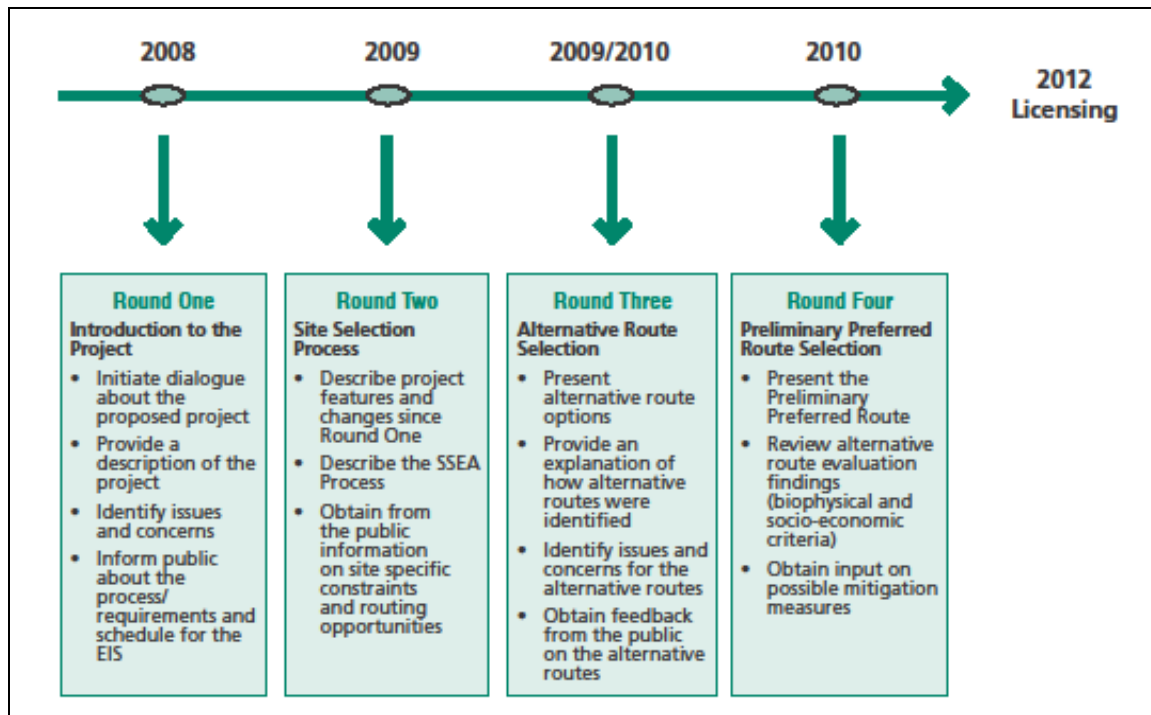 2008
2009
2009/2010
2010
2012
Licensing
Round One
Introduction to the
Project
• Initiate dialogue
about the
proposed project
• Provide a
description of the
project
• Identify issues
and concerns
• Inform public
about the
process/
requirements and
schedule for the
EIS
Round Two
Site Selection
Process
• Describe project
features and
changes since
Round One
• Describe the SSEA
Process
• Obtain from
the public
information
on site specific
constraints
and routing
opportunities
Round Three
Alternative Route
Selection
• Present
alternative route
options
• Provide an
explanation of
how alternative
routes were
identified
• Identify issues and
concerns for the
alternative routes
• Obtain feedback
from the public
on the alternative
routes
Round Four
Preliminary Preferred
Route Selection
• Present the
Preliminary
Preferred Route
• Review alternative
route evaluation
findings
(biophysical and
socio-economic
criteria)
• Obtain input on
possible mitigation
measures